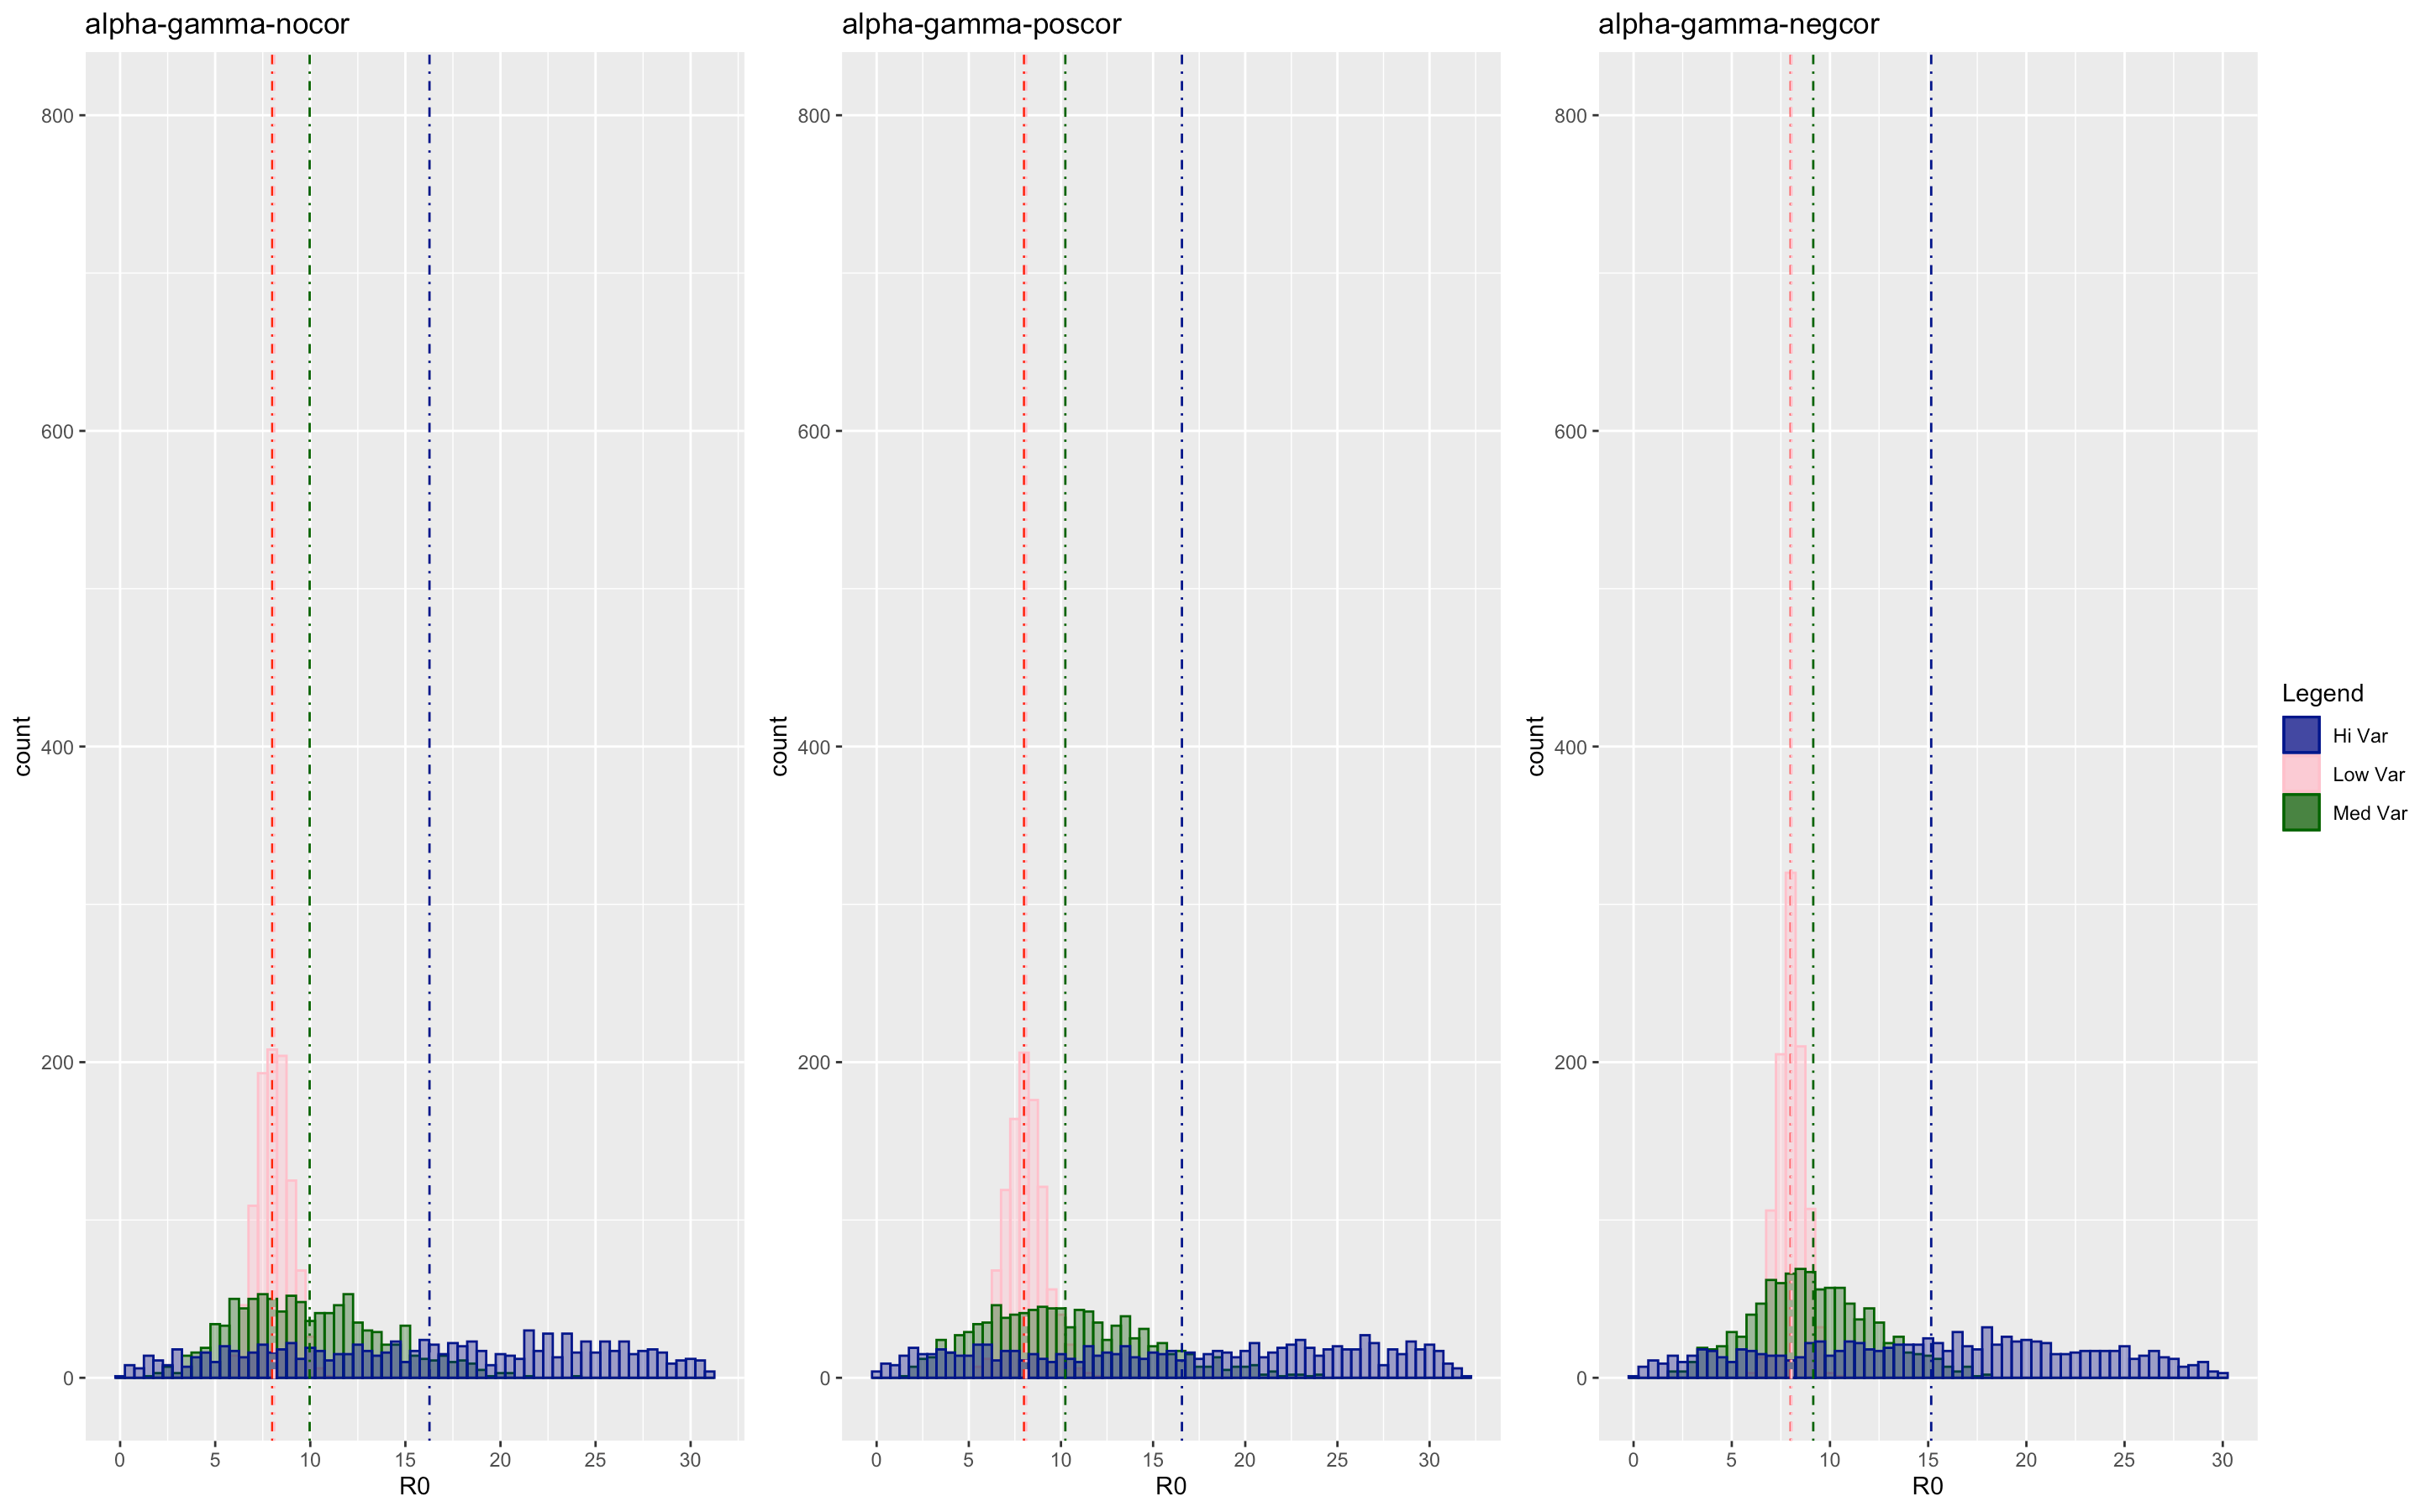 alpha-gamma-nocor
alpha-gamma-poscor
alpha-gamma-negcor
800
600
400
200
0
count
0 5 10 15 20 25 30
R0
800
600
400
200
0
count
0 5 10 15 20 25 30
R0
800
600
400
200
0
count
0 5 10 15 20 25 30
R0
Legend
Hi Var
Low Var
Med Var